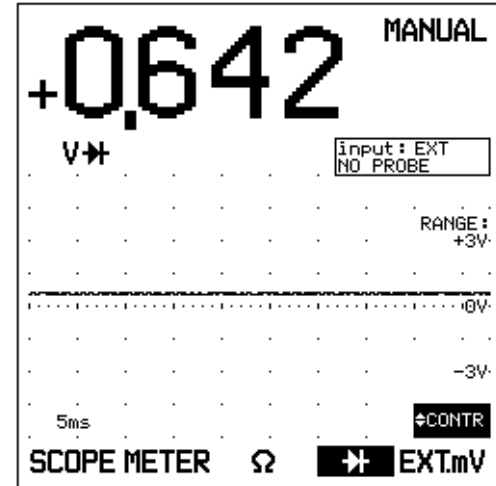 MANUAL
+0,642
V
input: EXT
NO PROBE
RANGE:
+3V
0V
-3V
5ms
CONTR
SCOPE METER Ω EXT.mV